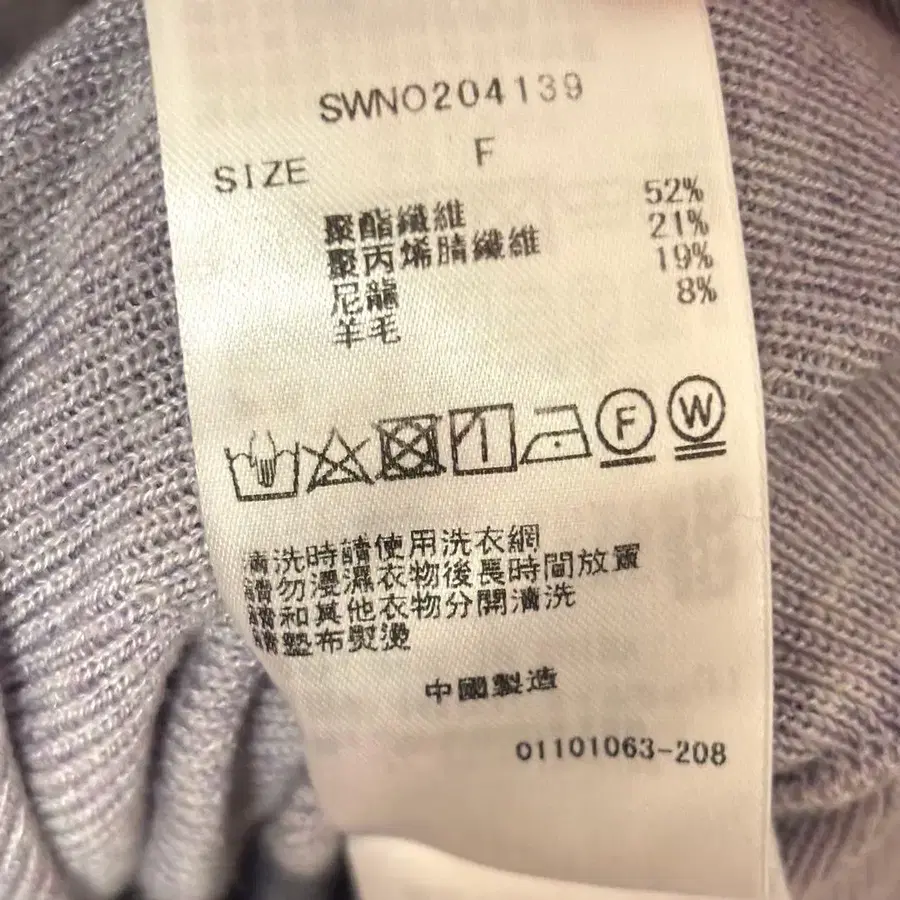 SWNO204139
SIZE F
聚酯纖維 52%
聚丙烯腈纖維 21%
尼龍 19%
羊毛 8%
F W
清洗時請使用洗衣網
請勿浸濕衣物後長時間放置
請和其他衣物分開清洗
請墊布熨燙
中國製造
01101063-208